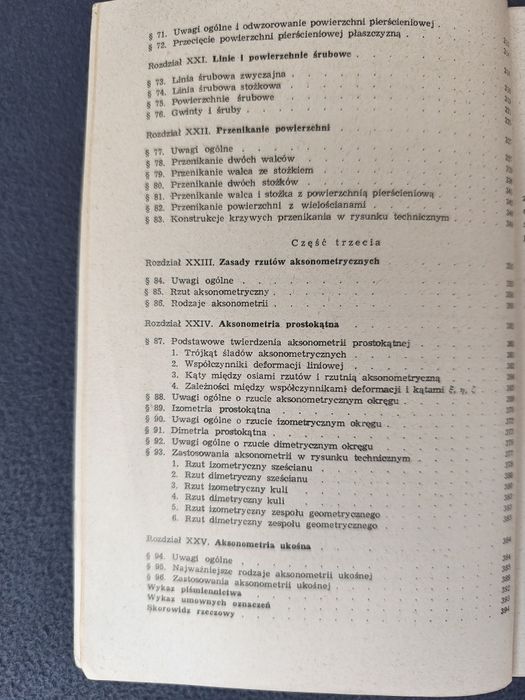 § 71. Uwagi ogólne i odwzorowanie powierzchni pierścieniowej .
§ 72. Przecięcie powierzchni pierścieniowej płaszczyzną .
Rozdział XXI. Linie i powierzchnie śrubowe .
§ 73. Linia śrubowa zwyczajna
§ 74. Linia śrubowa stożkowa
§ 75. Powierzchnie śrubowe
§ 76. Gwinty i śruby
Rozdział XXII. Przenikanie powierzchni
§ 77. Uwagi ogólne
§ 78. Przenikanie dwóch walców
§ 79. Przenikanie walca ze stożkiem
§ 80. Przenikanie dwóch stożków
§ 81. Przenikanie walca i stożka z powierzchnią pierścieniową
§ 82. Przenikanie powierzchni z wielościanami
§ 83. Konstrukcje krzywych przenikania w rysunku technicznym
Część trzecia
Rozdział XXIII. Zasady rzutów aksonometrycznych
§ 84. Uwagi ogólne
§ 85. Rzut aksonometryczny
§ 86. Rodzaje aksonometrii
Rozdział XXIV. Aksonometria prostokątna
§ 87. Podstawowe twierdzenia aksonometrii prostokątnej
1. Trójkąt śladów aksonometrycznych
2. Współczynniki deformacji liniowej
3. Kąty między osiami rzutów i rzutnią aksonometryczną
4. Zależności między współczynnikami deformacji i kątami ξ, η, ζ
§ 88. Uwagi ogólne o rzucie aksonometrycznym okręgu
§ 89. Izometria prostokątna
§ 90. Uwagi ogólne o rzucie izometrycznym okręgu
§ 91. Dimetria prostokątna
§ 92. Uwagi ogólne o rzucie dimetrycznym okręgu
§ 93. Zastosowania aksonometrii w rysunku technicznym
1. Rzut izometryczny sześcianu
2. Rzut dimetryczny sześcianu
3. Rzut izometryczny kuli
4. Rzut dimetryczny kuli
5. Rzut izometryczny zespołu geometrycznego
6. Rzut dimetryczny zespołu geometrycznego
Rozdział XXV. Aksonometria ukośna
§ 94. Uwagi ogólne
§ 95. Najważniejsze rodzaje aksonometrii ukośnej
§ 96. Zastosowania aksonometrii ukośnej
Wykaz piśmiennictwa
Wykaz umownych oznaczeń 393
Skorowidz rzeczowy 394